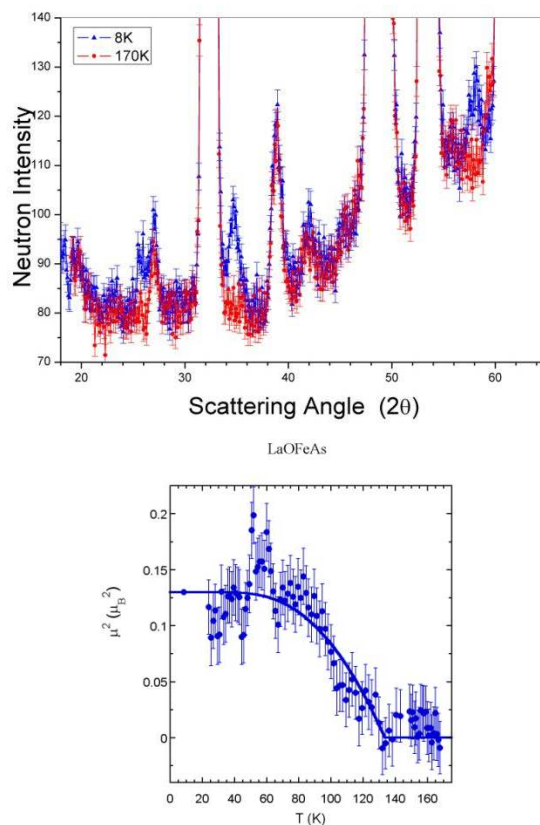 140
130
120
110
100
90
80
70
Neutron Intensity
8K
170K
20 30 40 50 60
Scattering Angle (2θ)
LaOFeAs
0.2
0.15
0.1
0.05
0
μ² (μ_B²)
0 20 40 60 80 100 120 140 160
T (K)